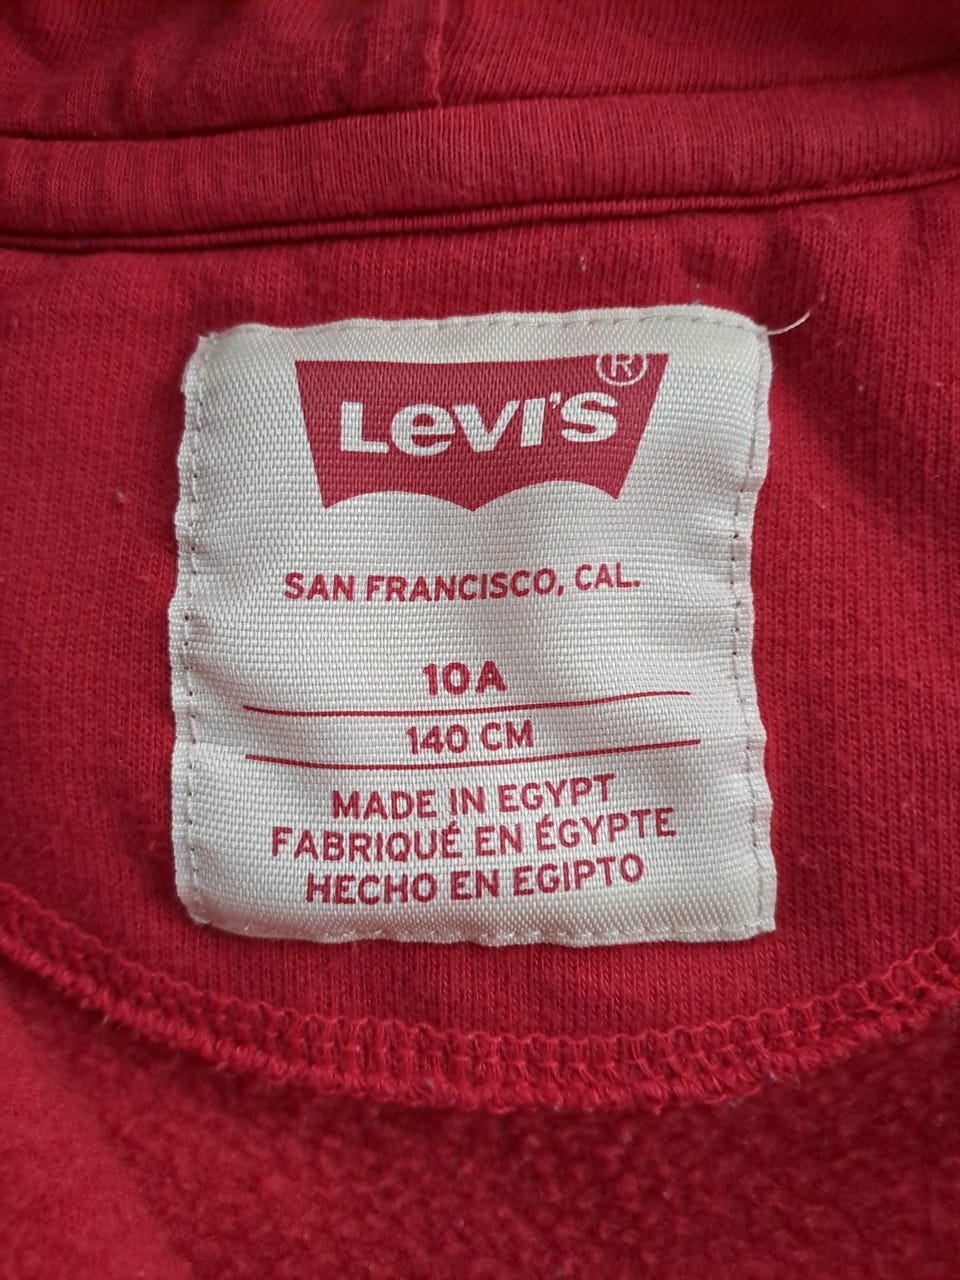 LEVI'S ®
SAN FRANCISCO, CAL.
10A
140 CM
MADE IN EGYPT
FABRIQUÉ EN ÉGYPTE
HECHO EN EGIPTO